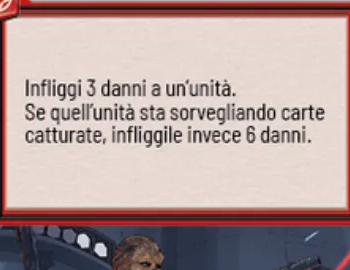 Infliggi 3 danni a un'unità.
Se quell'unità sta sorvegliando carte
catturate, infliggile invece 6 danni.